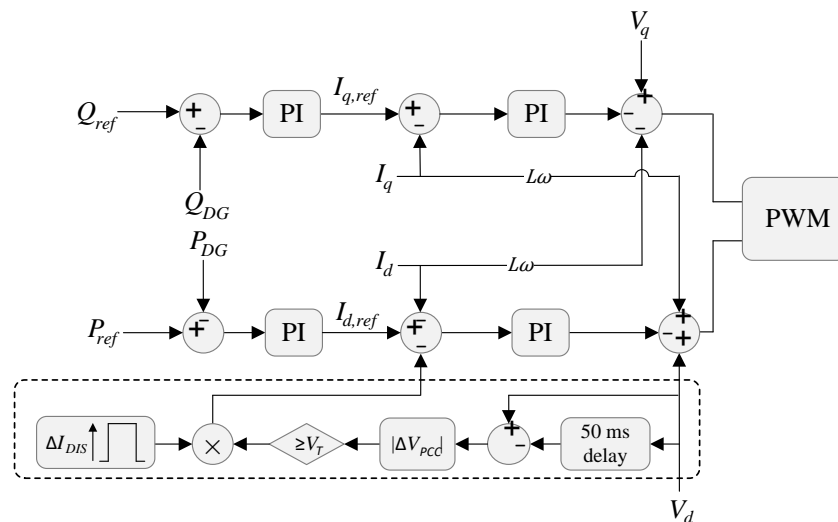 V_q
Q_ref
+
−
PI
I_q,ref
+
−
PI
−
+
−
I_q
Lω
Q_DG
PWM
P_DG
I_d
Lω
P_ref
+
−
PI
I_d,ref
+
−
−
PI
−
+
+
ΔI_DIS
×
≥V_T
|ΔV_PCC|
+
−
50 ms
delay
V_d